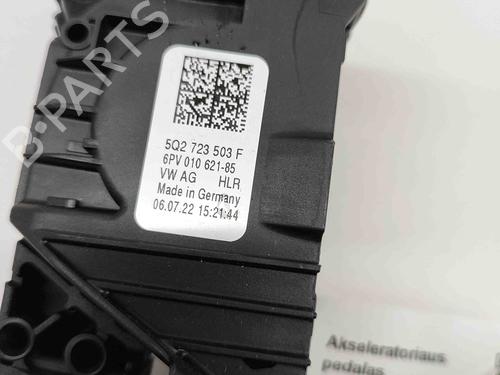 B-PARTS
5Q2 723 503 F
6PV 010 621-85
VW AG HLR
Made in Germany
06.07.22 15:21:44
Akseleratoriaus
pedalas